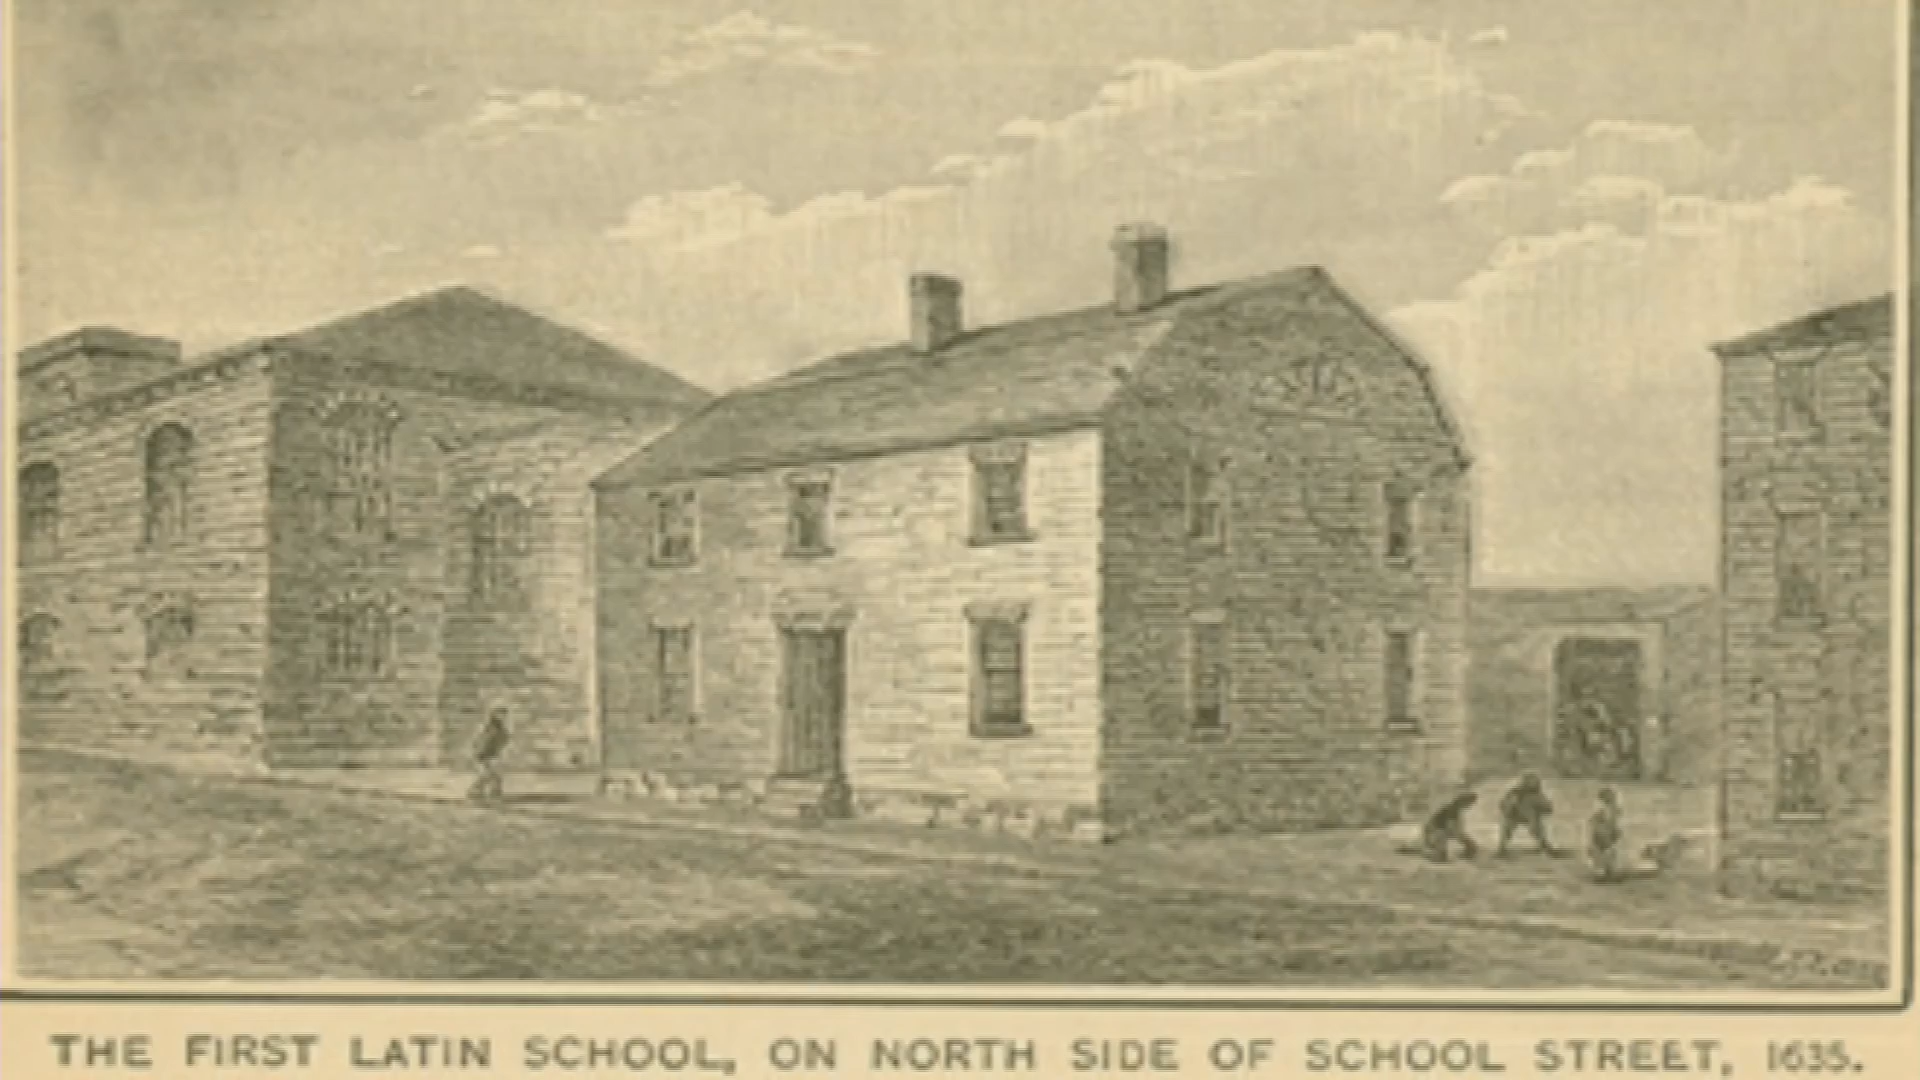 THE FIRST LATIN SCHOOL, ON NORTH SIDE OF SCHOOL STREET, 1635.